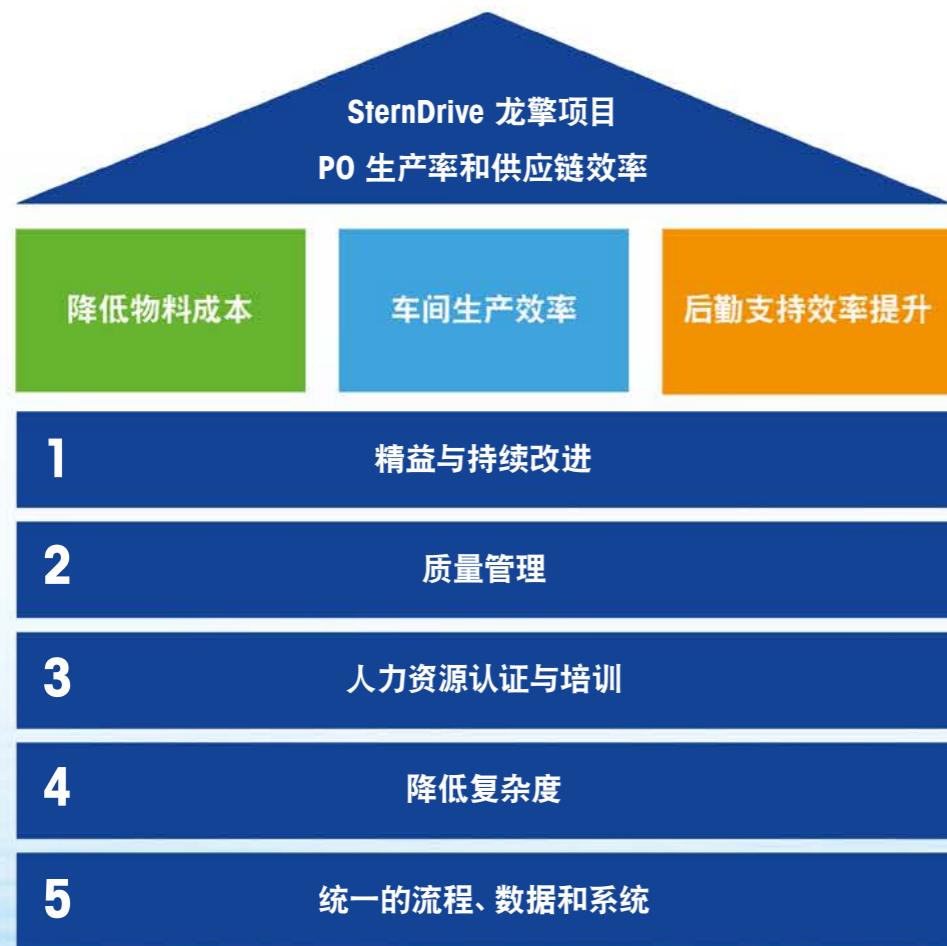 SternDrive 龙擎项目
PO 生产率和供应链效率
降低物料成本
车间生产效率
后勤支持效率提升
1 精益与持续改进
2 质量管理
3 人力资源认证与培训
4 降低复杂度
5 统一的流程、数据和系统